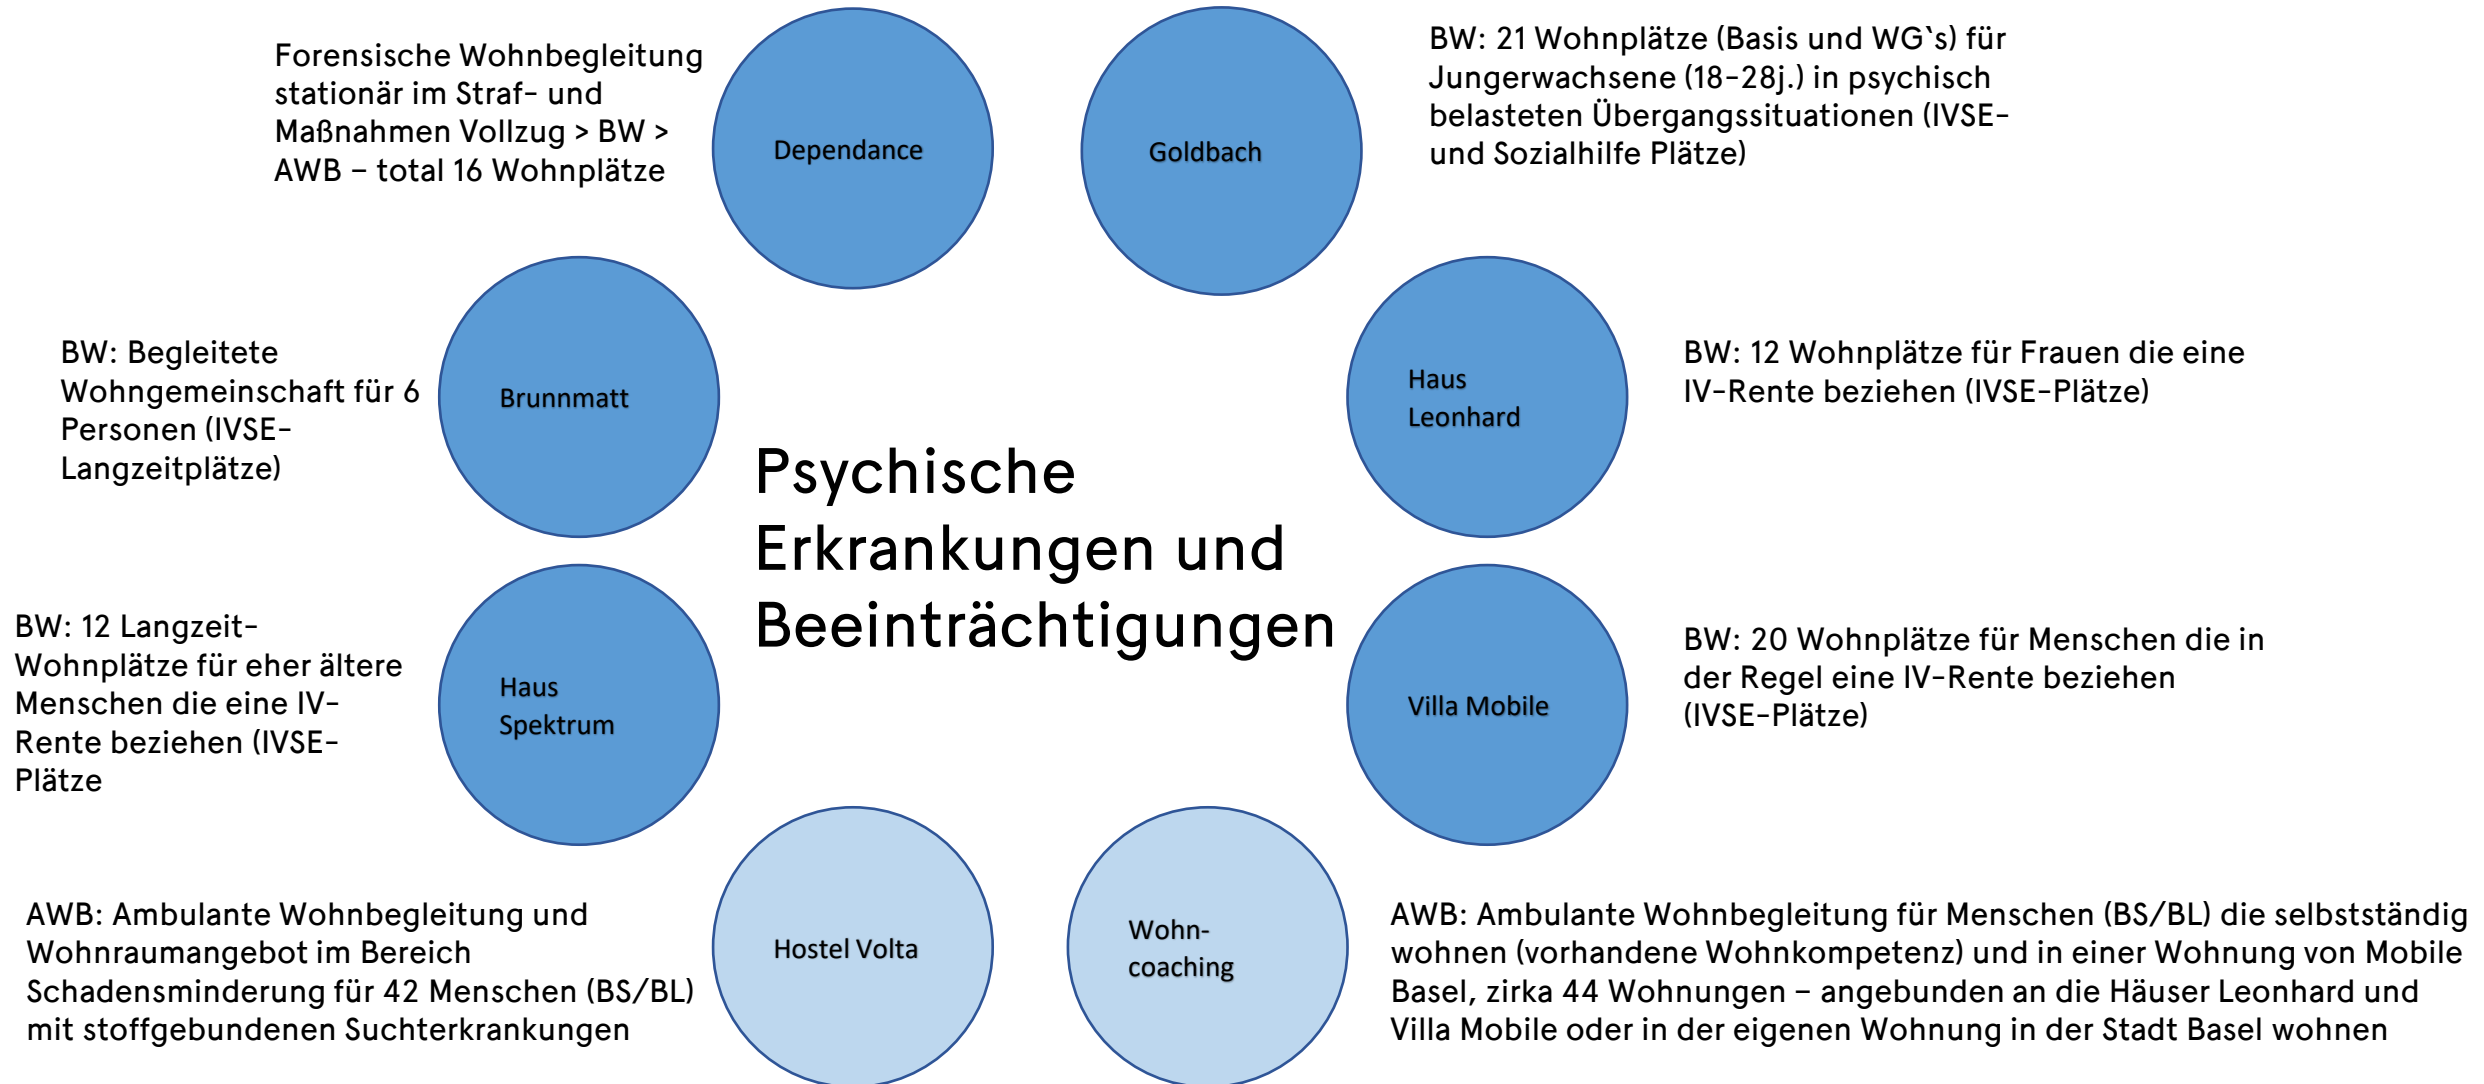 Forensische Wohnbegleitung
stationär im Straf- und
Maßnahmen Vollzug > BW >
AWB – total 16 Wohnplätze
Dependance
Goldbach
BW: 21 Wohnplätze (Basis und WG`s) für
Jungerwachsene (18-28j.) in psychisch
belasteten Übergangssituationen (IVSE-
und Sozialhilfe Plätze)
BW: Begleitete
Wohngemeinschaft für 6
Personen (IVSE-
Langzeitplätze)
Brunnmatt
Haus
Leonhard
BW: 12 Wohnplätze für Frauen die eine
IV-Rente beziehen (IVSE-Plätze)
Psychische
Erkrankungen und
Beeinträchtigungen
BW: 12 Langzeit-
Wohnplätze für eher ältere
Menschen die eine IV-
Rente beziehen (IVSE-
Plätze
Haus
Spektrum
Villa Mobile
BW: 20 Wohnplätze für Menschen die in
der Regel eine IV-Rente beziehen
(IVSE-Plätze)
AWB: Ambulante Wohnbegleitung und
Wohnraumangebot im Bereich
Schadensminderung für 42 Menschen (BS/BL)
mit stoffgebundenen Suchterkrankungen
Hostel Volta
Wohn-
coaching
AWB: Ambulante Wohnbegleitung für Menschen (BS/BL) die selbstständig
wohnen (vorhandene Wohnkompetenz) und in einer Wohnung von Mobile
Basel, zirka 44 Wohnungen – angebunden an die Häuser Leonhard und
Villa Mobile oder in der eigenen Wohnung in der Stadt Basel wohnen